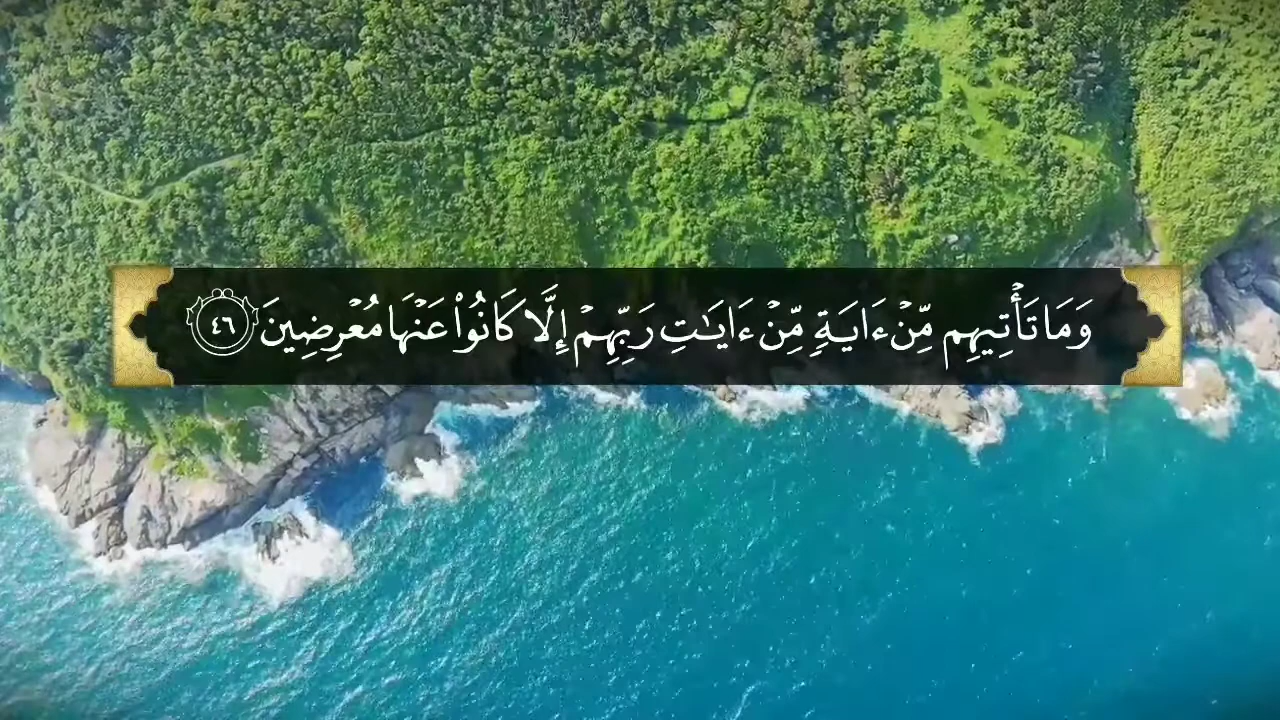 وَمَا تَأْتِيهِم مِّنْ ءَايَةٍ مِّنْ ءَايَٰتِ رَبِّهِمْ إِلَّا كَانُوا۟ عَنْهَا مُعْرِضِينَ ٤٦